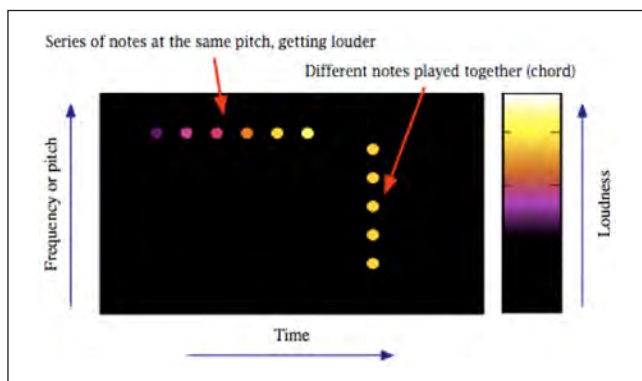 Series of notes at the same pitch, getting louder
Different notes played together (chord)
Frequency or pitch
Loudness
Time